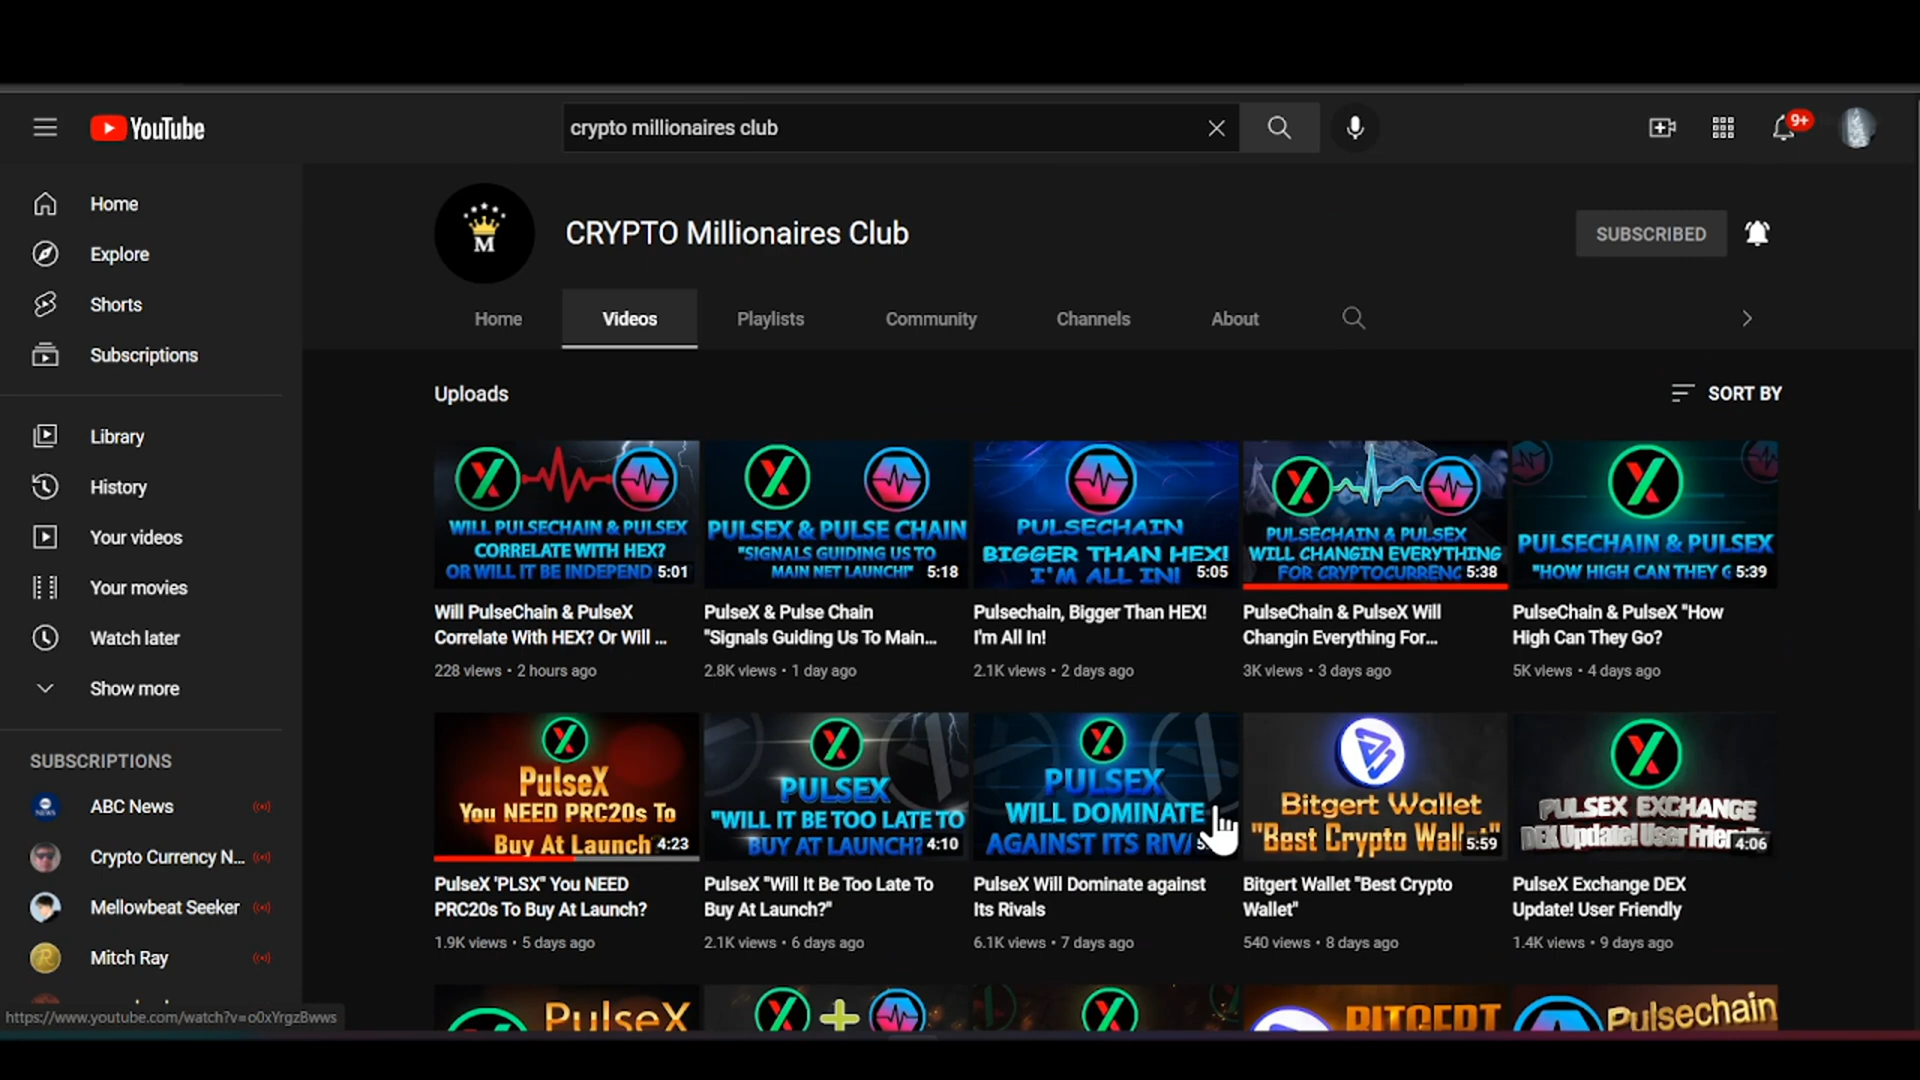 YouTube
crypto millionaires club
9+
Home
Explore
Shorts
Subscriptions
Library
History
Your videos
Your movies
Watch later
Show more
SUBSCRIPTIONS
ABC News
Crypto Currency N...
Mellowbeat Seeker
Mitch Ray
https://www.youtube.com/watch?v=o0xYrgzBwws
M
CRYPTO Millionaires Club
SUBSCRIBED
Home Videos Playlists Community Channels About
Uploads
SORT BY
WILL PULSECHAIN & PULSEX
CORRELATE WITH HEX?
OR WILL IT BE INDEPEND 5:01
Will PulseChain & PulseX
Correlate With HEX? Or Will ...
228 views • 2 hours ago
PULSEX & PULSE CHAIN
"SIGNALS GUIDING US TO
MAIN NET LAUNCH!" 5:18
PulseX & Pulse Chain
"Signals Guiding Us To Main...
2.8K views • 1 day ago
PULSECHAIN
BIGGER THAN HEX!
I'M ALL IN! 5:05
Pulsechain, Bigger Than HEX!
I'm All In!
2.1K views • 2 days ago
PULSECHAIN & PULSEX
WILL CHANGIN EVERYTHING
FOR CRYPTOCURRENC 5:38
PulseChain & PulseX Will
Changin Everything For...
3K views • 3 days ago
PULSECHAIN & PULSEX
"HOW HIGH CAN THEY G 5:39
PulseChain & PulseX "How
High Can They Go?
5K views • 4 days ago
PulseX
You NEED PRC20s To
Buy At Launch 4:23
PulseX 'PLSX" You NEED
PRC20s To Buy At Launch?
1.9K views • 5 days ago
PULSEX
"WILL IT BE TOO LATE TO
BUY AT LAUNCH? 4:10
PulseX "Will It Be Too Late To
Buy At Launch?"
2.1K views • 6 days ago
PULSEX
WILL DOMINATE
AGAINST ITS RIV
PulseX Will Dominate against
Its Rivals
6.1K views • 7 days ago
Bitgert Wallet
"Best Crypto Wall t" 5:59
Bitgert Wallet "Best Crypto
Wallet"
540 views • 8 days ago
PULSEX EXCHANGE
DEX Update! User Frien 4:06
PulseX Exchange DEX
Update! User Friendly
1.4K views • 9 days ago
PulseX
BITGERT
Pulsechain